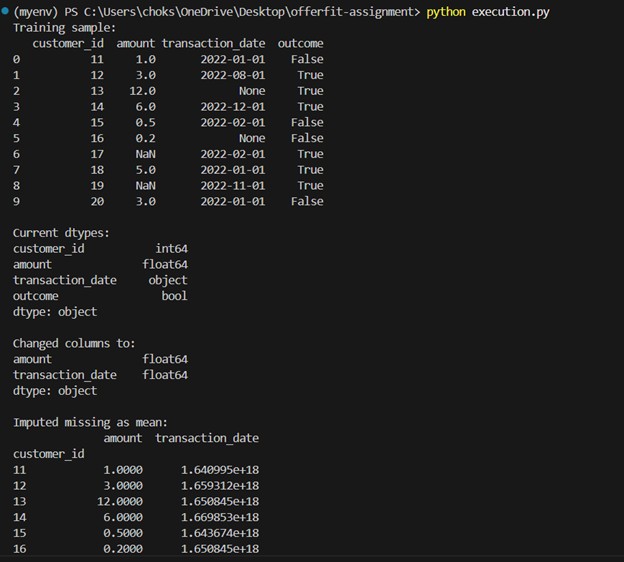 (myenv) PS C:\Users\choks\OneDrive\Desktop\offerfit-assignment> python execution.py
Training sample:
customer_id amount transaction_date outcome
0 11 1.0 2022-01-01 False
1 12 3.0 2022-08-01 True
2 13 12.0 None True
3 14 6.0 2022-12-01 True
4 15 0.5 2022-02-01 False
5 16 0.2 None False
6 17 NaN 2022-02-01 True
7 18 5.0 2022-01-01 True
8 19 NaN 2022-11-01 True
9 20 3.0 2022-01-01 False
Current dtypes:
customer_id int64
amount float64
transaction_date object
outcome bool
dtype: object
Changed columns to:
amount float64
transaction_date float64
dtype: object
Imputed missing as mean:
amount transaction_date
customer_id
11 1.0000 1.640995e+18
12 3.0000 1.659312e+18
13 12.0000 1.650845e+18
14 6.0000 1.669853e+18
15 0.5000 1.643674e+18
16 0.2000 1.650845e+18